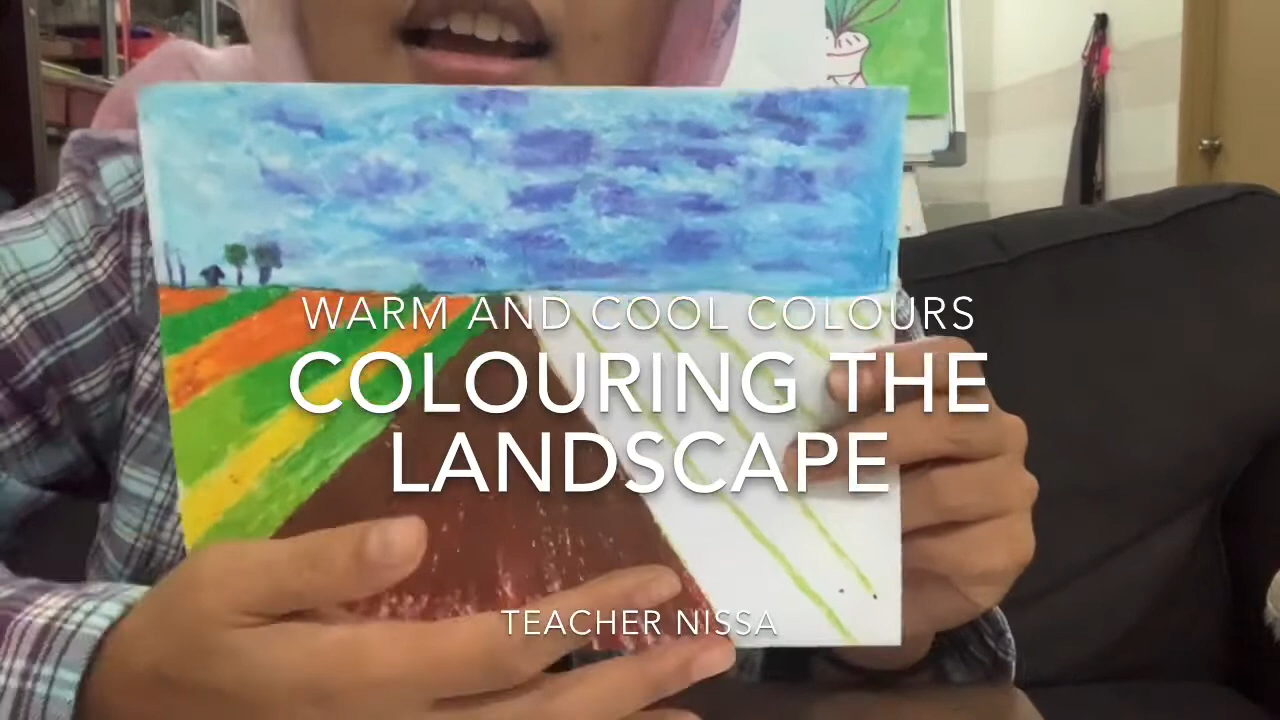 WARM AND COOL COLOURS
COLOURING THE
LANDSCAPE
TEACHER NISSA